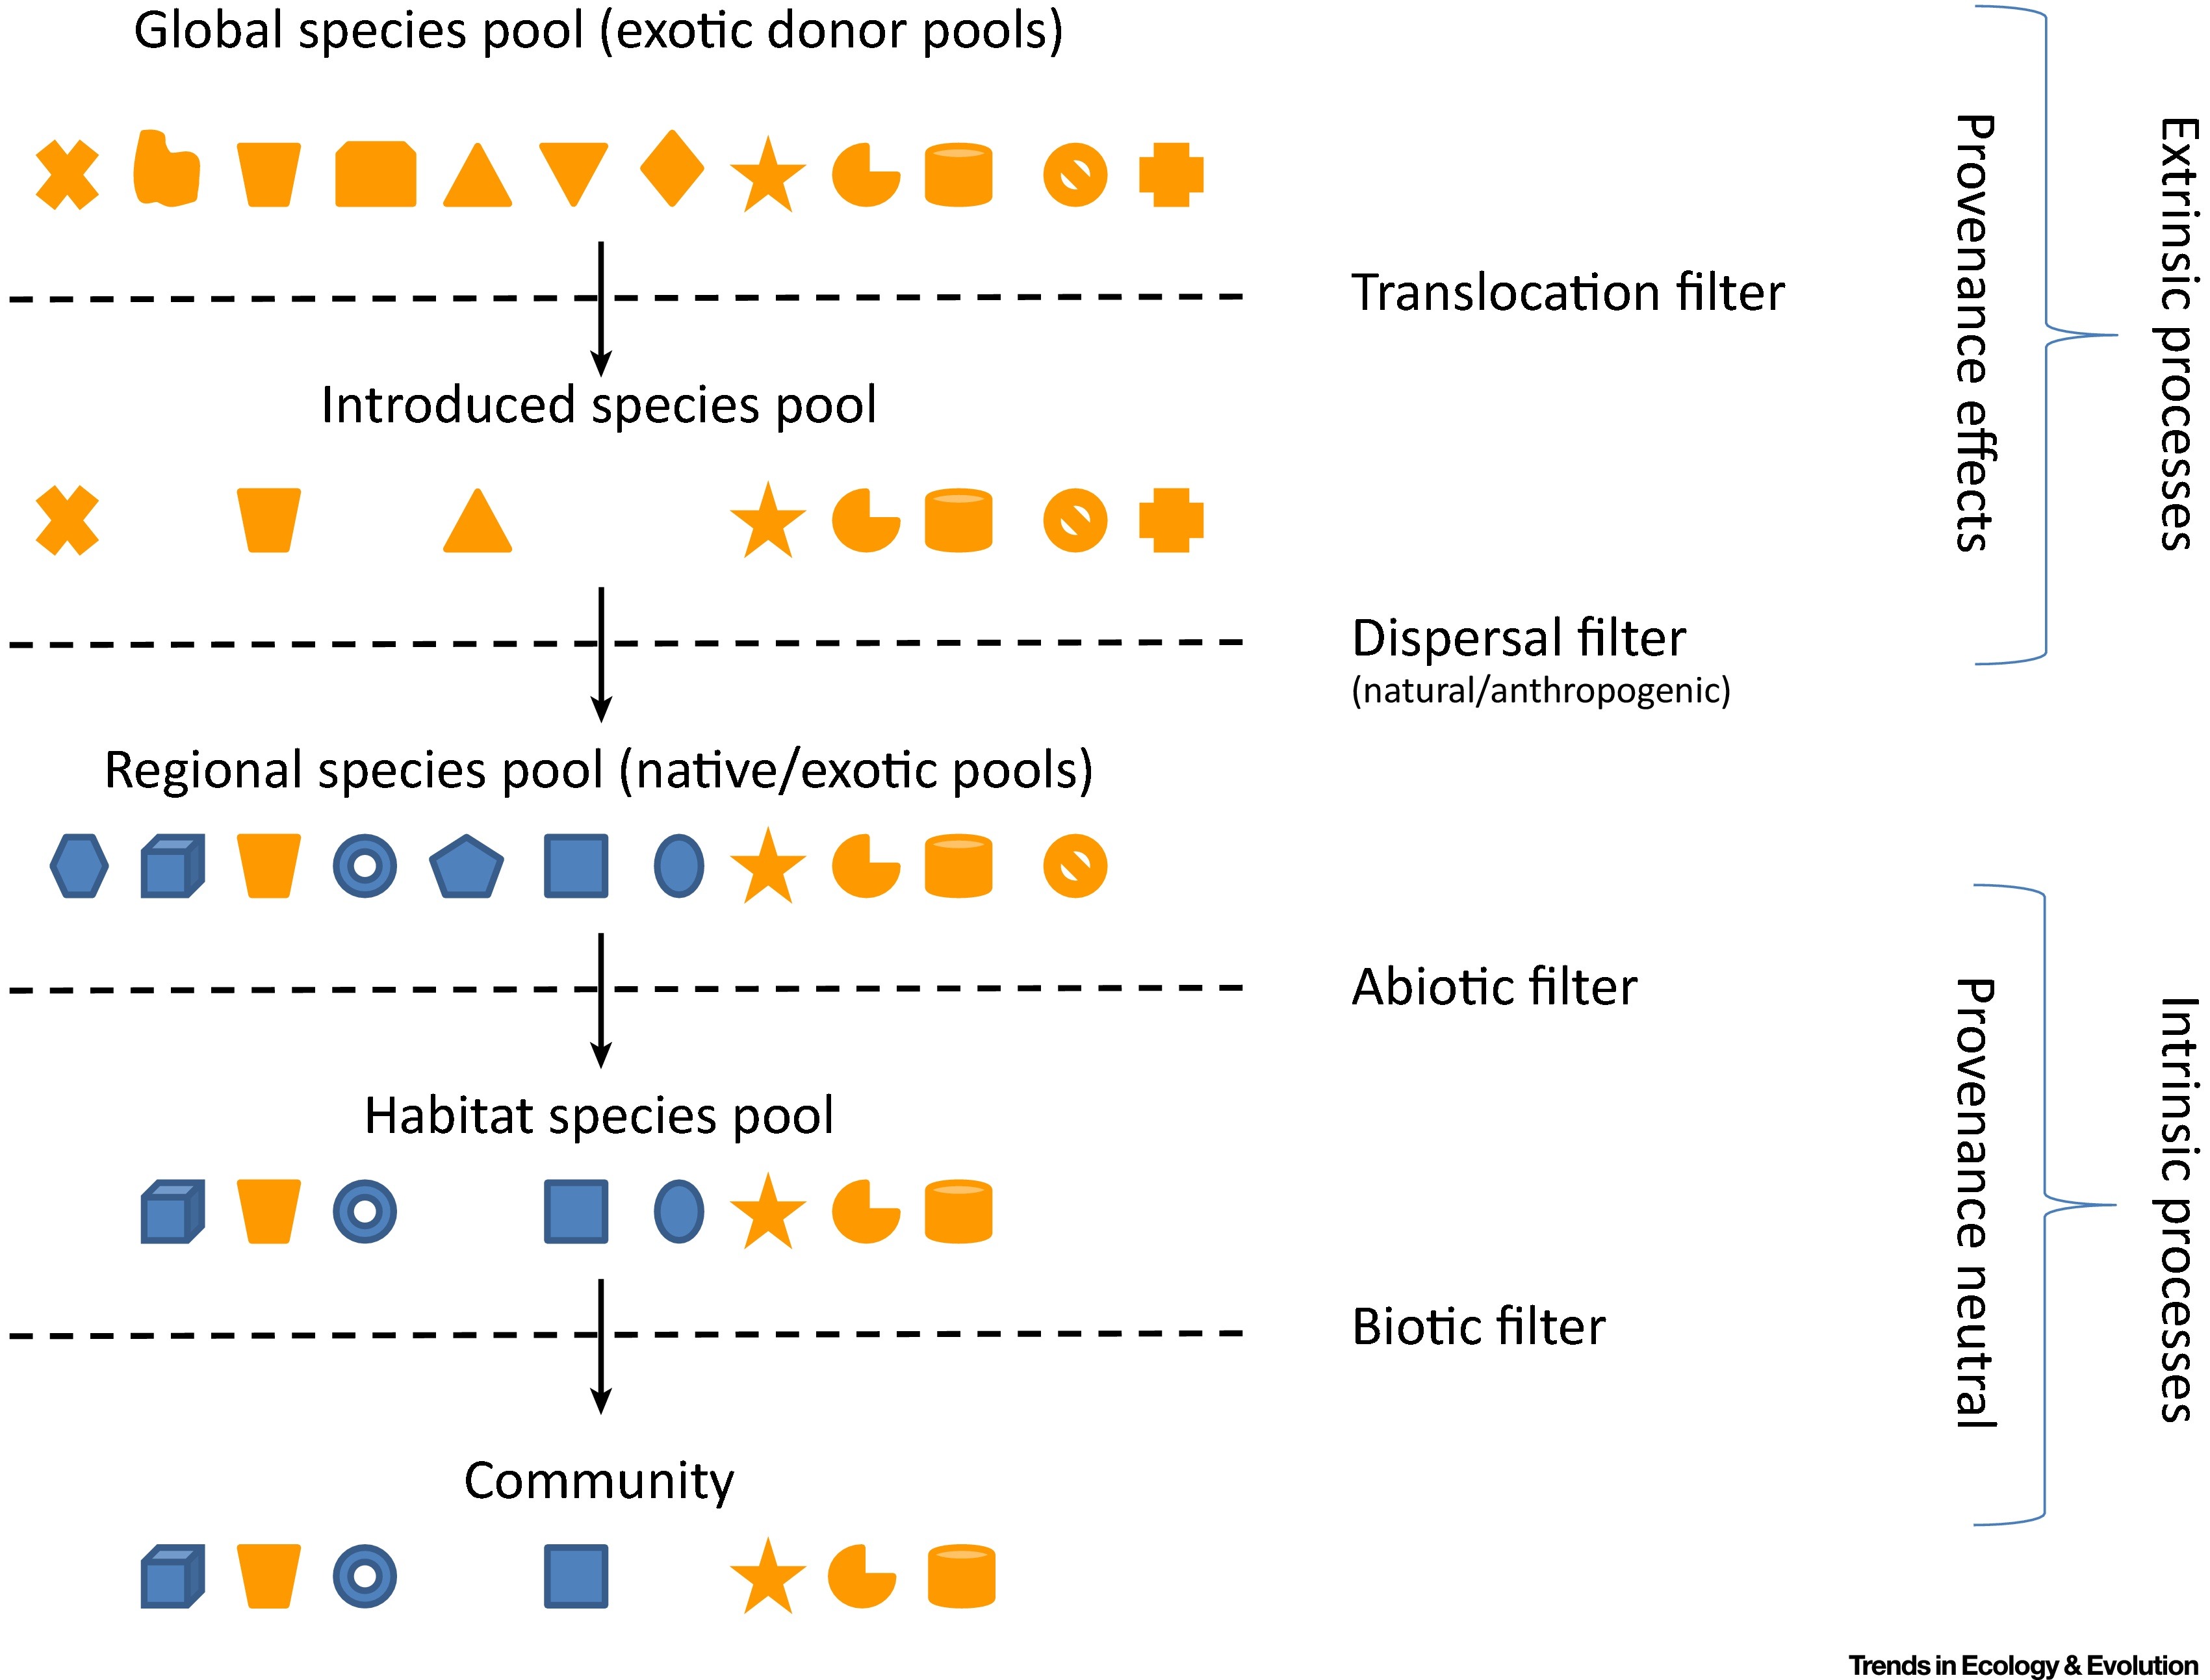 Global species pool (exotic donor pools)
Translocation filter
Introduced species pool
Dispersal filter
(natural/anthropogenic)
Regional species pool (native/exotic pools)
Abiotic filter
Habitat species pool
Biotic filter
Community
Provenance effects
Extrinsic processes
Provenance neutral
Intrinsic processes
Trends in Ecology & Evolution